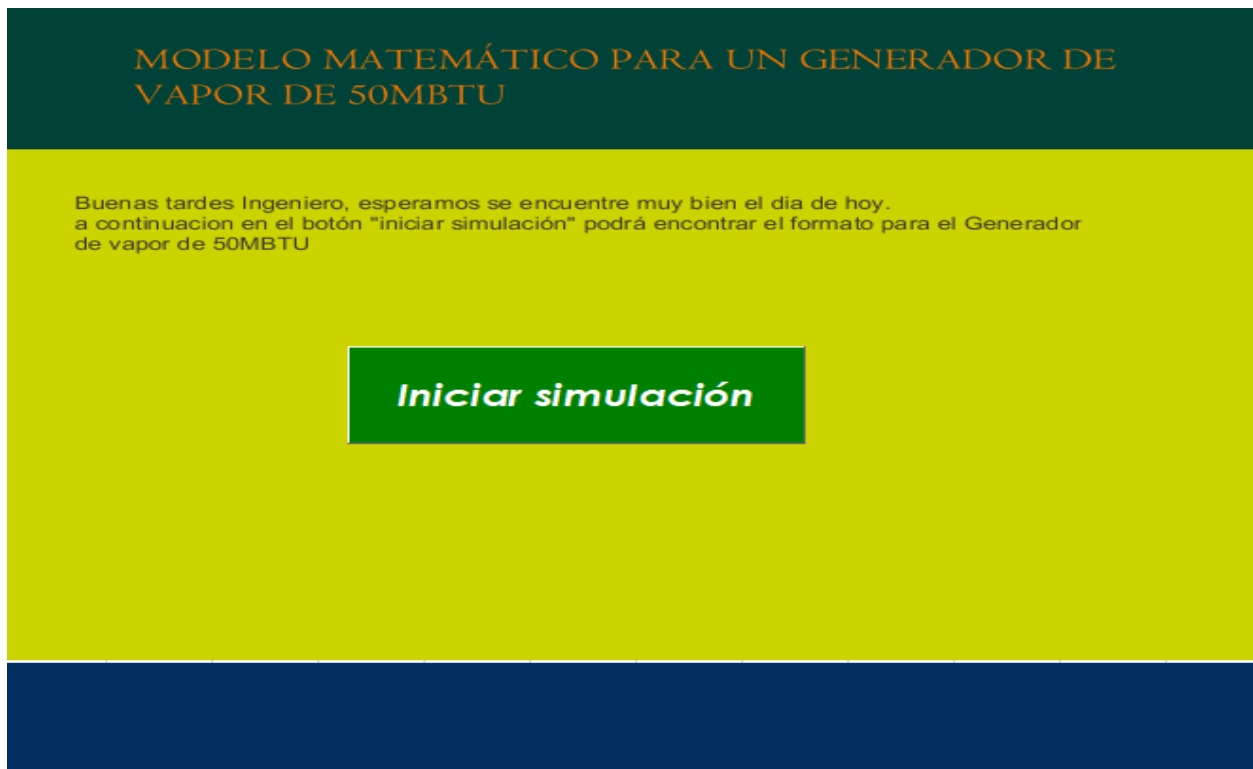 MODELO MATEMÁTICO PARA UN GENERADOR DE
VAPOR DE 50MBTU
Buenas tardes Ingeniero, esperamos se encuentre muy bien el dia de hoy.
a continuacion en el botón "iniciar simulación" podrá encontrar el formato para el Generador
de vapor de 50MBTU
Iniciar simulación